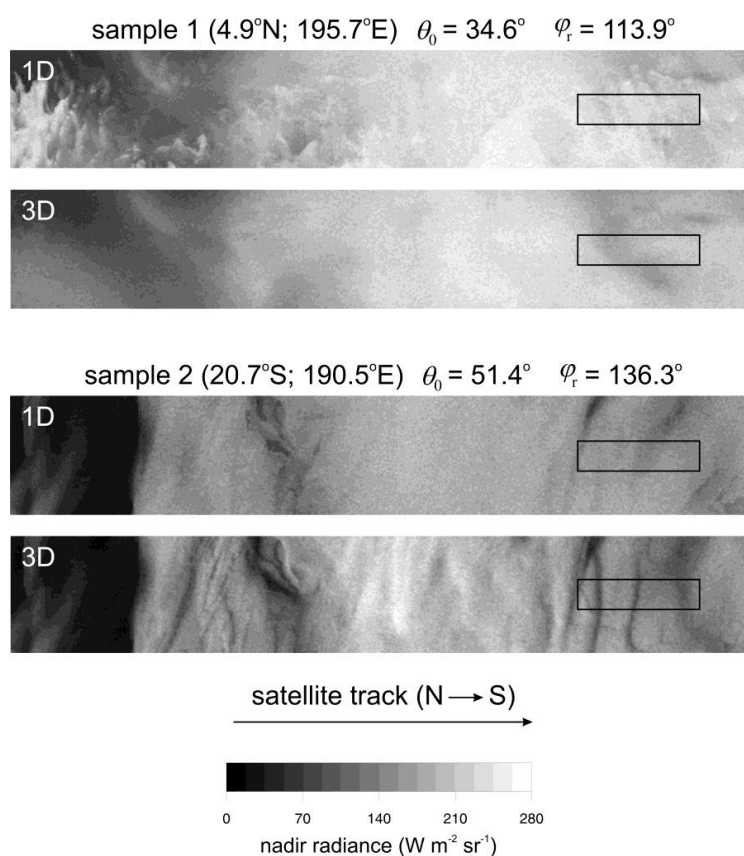 sample 1 (4.9°N; 195.7°E) θ₀ = 34.6° φᵣ = 113.9°
1D
3D
sample 2 (20.7°S; 190.5°E) θ₀ = 51.4° φᵣ = 136.3°
1D
3D
satellite track (N → S)
0 70 140 210 280
nadir radiance (W m⁻² sr⁻¹)